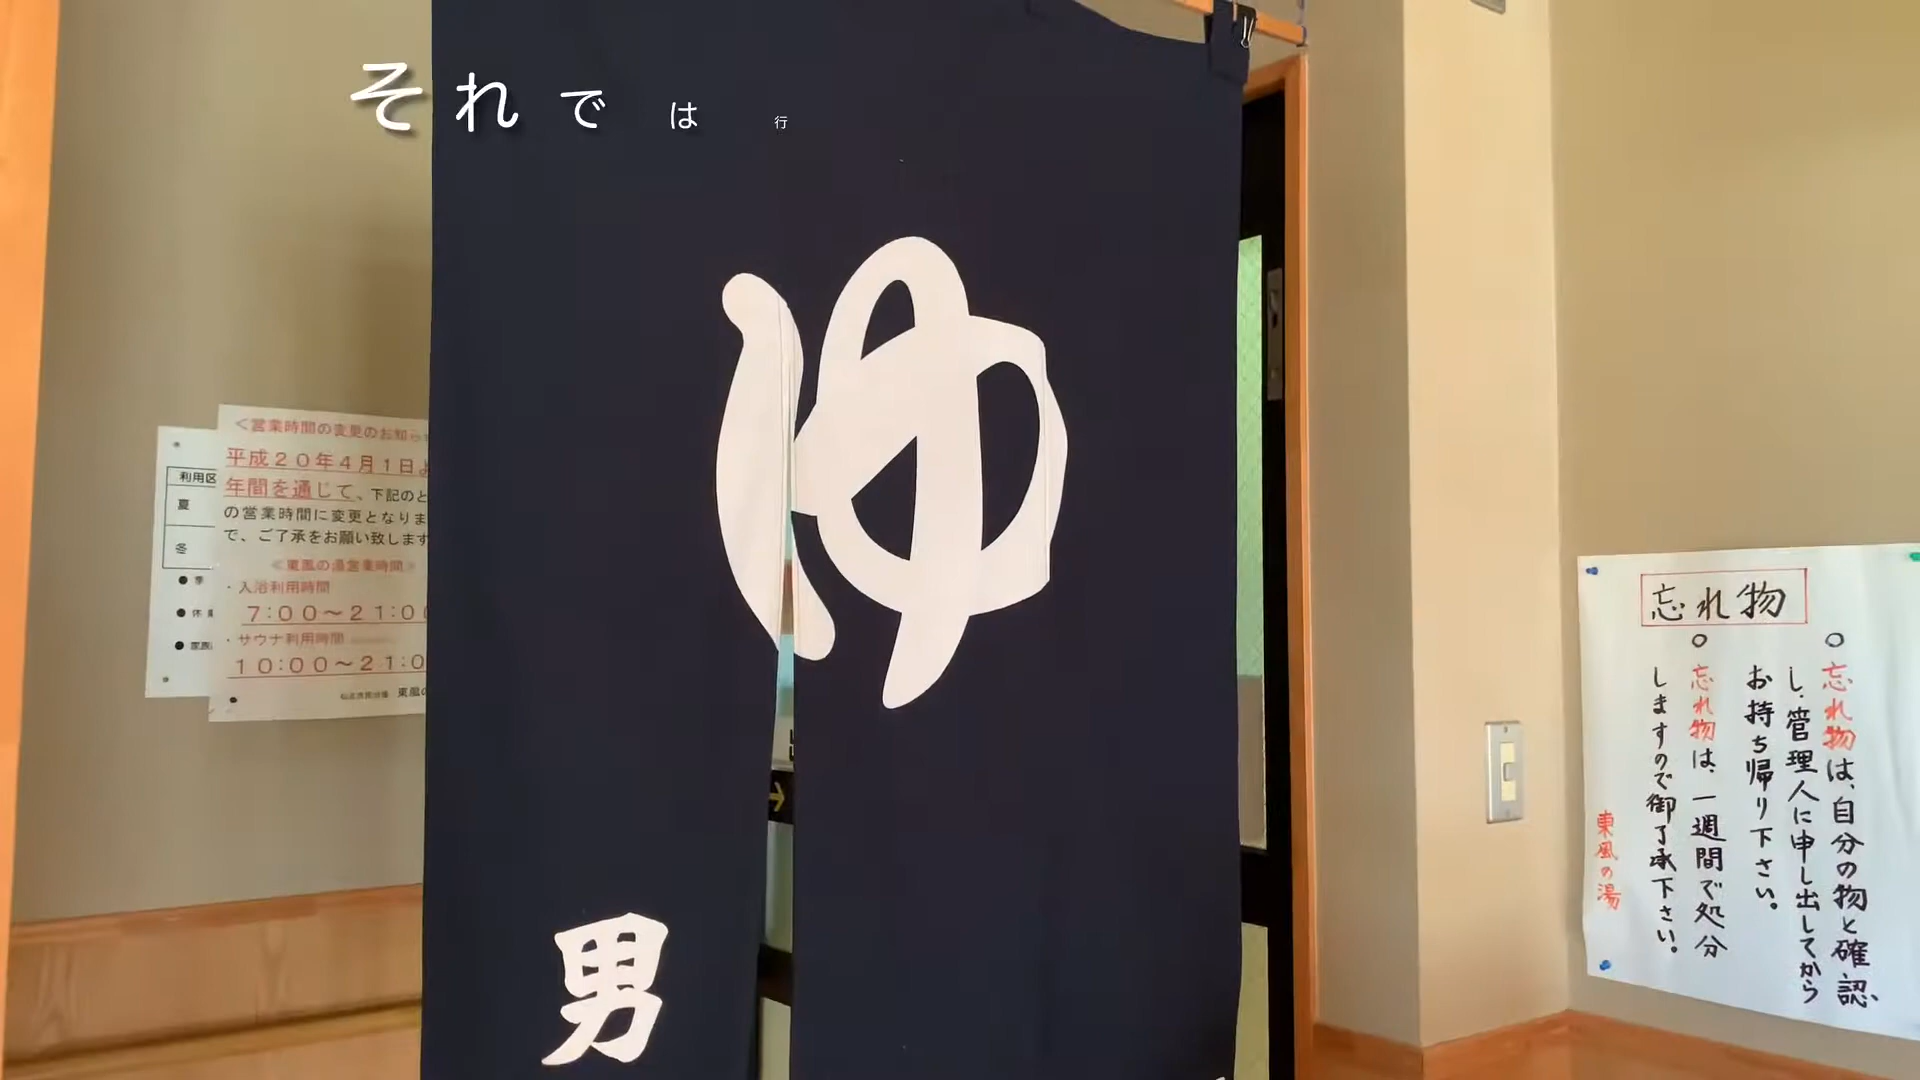 それでは行
ゆ
男
利用区
夏
冬
●季
●休
<営業時間の変更のお知ら
平成20年4月1日よ
年間を通じて、下記のと
の営業時間に変更となりま
で、ご了承をお願い致します
<東風の湯営業時間>
・入浴利用時間
7:00~21:00
・サウナ利用時間
10:00~21:0
東風の
忘れ物
○忘れ物は、自分の物と確認
し、管理人に申し出してから
お持ち帰り下さい。
○忘れ物は、一週間で処分
しますので御了承下さい。
東風の湯